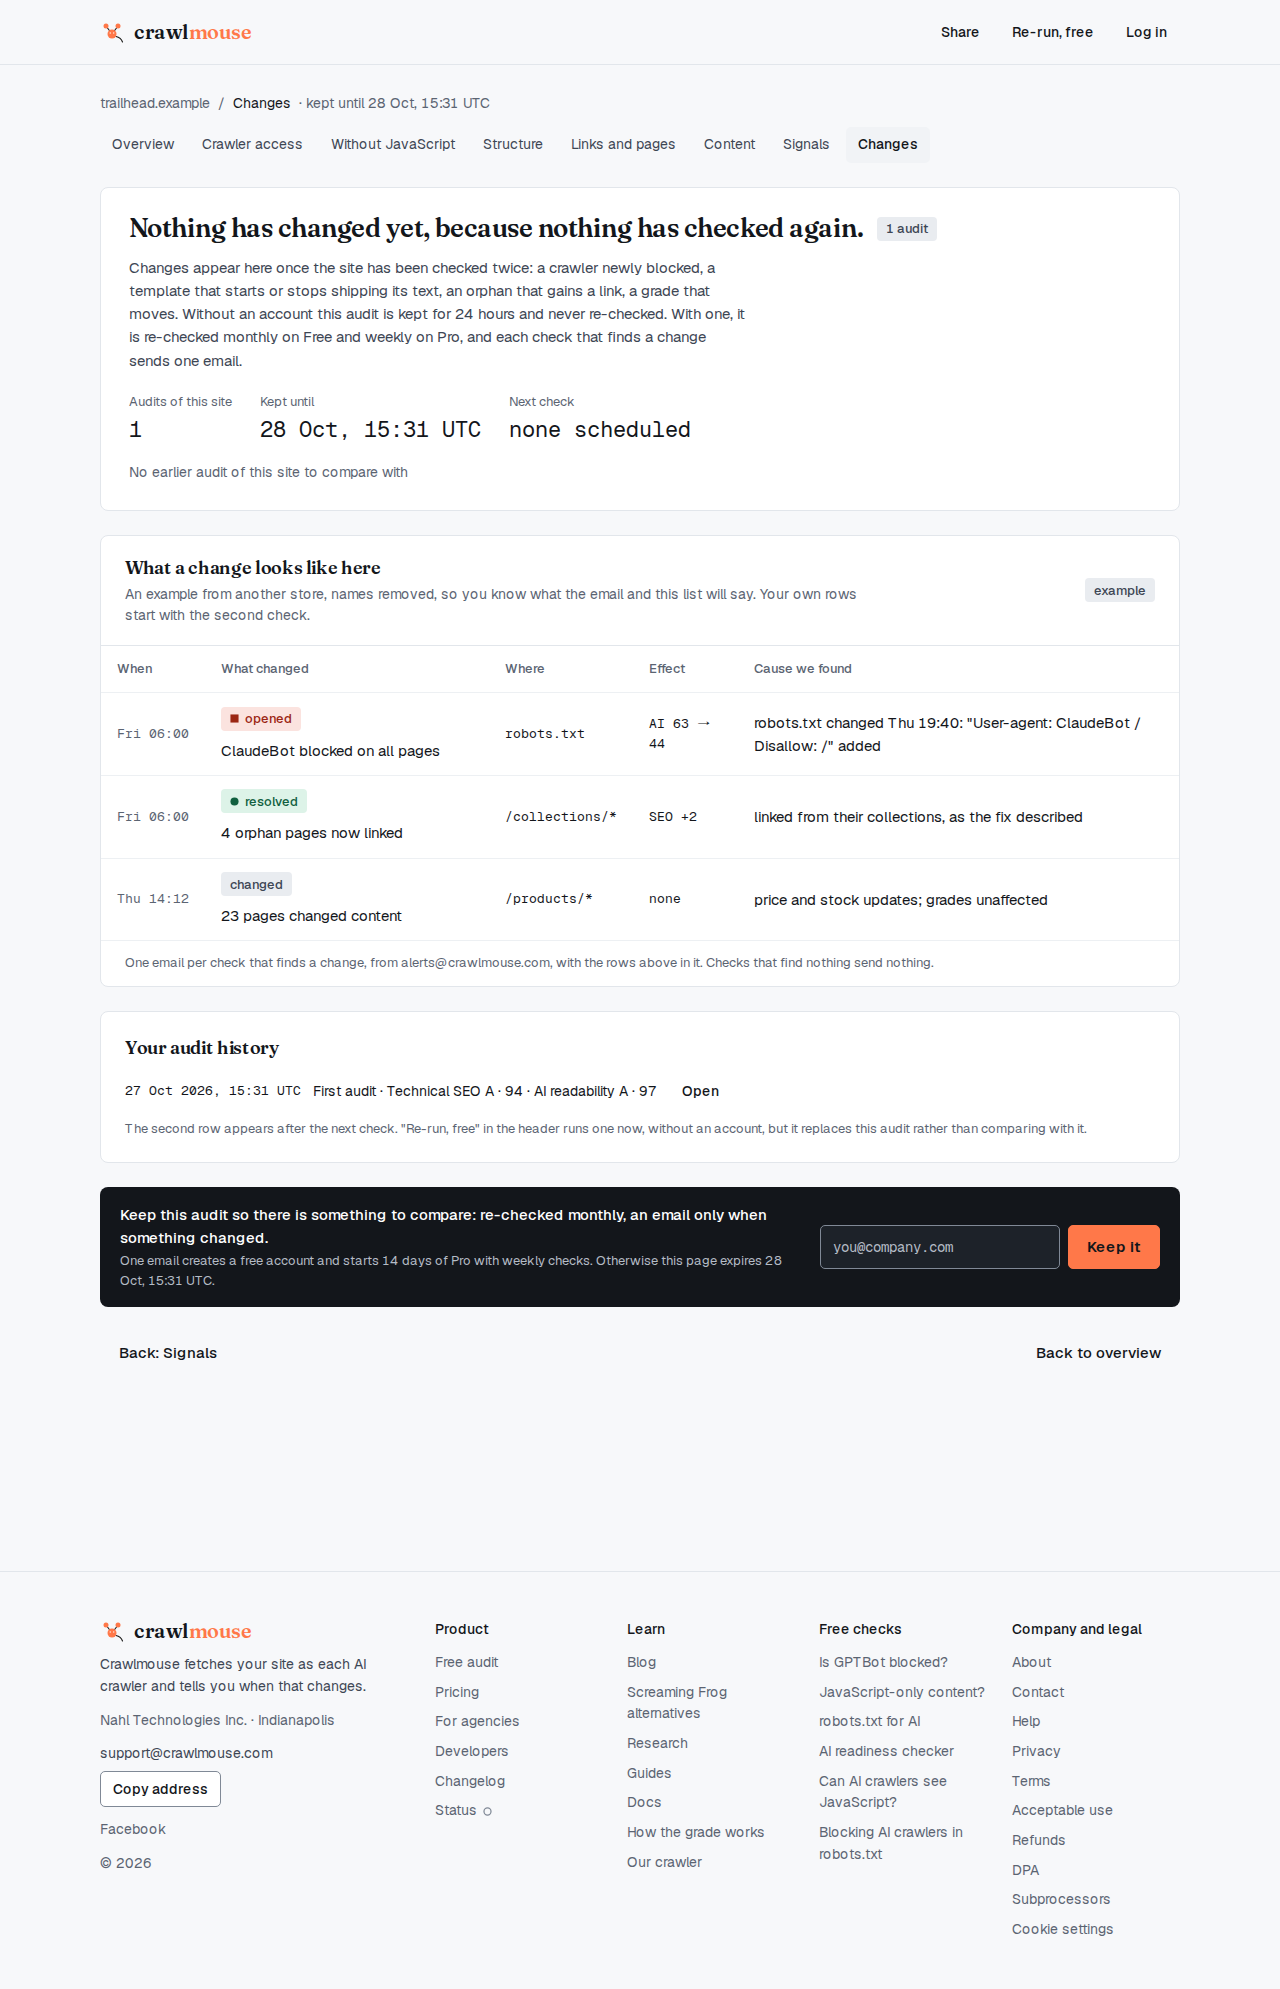 crawlmouse
Share
Re-run, free
Log in
trailhead.example / Changes · kept until 28 Oct, 15:31 UTC
Overview
Crawler access
Without JavaScript
Structure
Links and pages
Content
Signals
Changes
Nothing has changed yet, because nothing has checked again.
1 audit
Changes appear here once the site has been checked twice: a crawler newly blocked, a
template that starts or stops shipping its text, an orphan that gains a link, a grade that
moves. Without an account this audit is kept for 24 hours and never re-checked. With one, it
is re-checked monthly on Free and weekly on Pro, and each check that finds a change
sends one email.
Audits of this site
1
Kept until
28 Oct, 15:31 UTC
Next check
none scheduled
No earlier audit of this site to compare with
What a change looks like here
An example from another store, names removed, so you know what the email and this list will say. Your own rows
start with the second check.
example
When
What changed
Where
Effect
Cause we found
Fri 06:00
opened
ClaudeBot blocked on all pages
robots.txt
AI 63 →
44
robots.txt changed Thu 19:40: "User-agent: ClaudeBot /
Disallow: /" added
Fri 06:00
resolved
4 orphan pages now linked
/collections/*
SEO +2
linked from their collections, as the fix described
Thu 14:12
changed
23 pages changed content
/products/*
none
price and stock updates; grades unaffected
One email per check that finds a change, from alerts@crawlmouse.com, with the rows above in it. Checks that find nothing send nothing.
Your audit history
27 Oct 2026, 15:31 UTC First audit · Technical SEO A · 94 · AI readability A · 97
Open
The second row appears after the next check. "Re-run, free" in the header runs one now, without an account, but it replaces this audit rather than comparing with it.
Keep this audit so there is something to compare: re-checked monthly, an email only when
something changed.
One email creates a free account and starts 14 days of Pro with weekly checks. Otherwise this page expires 28
Oct, 15:31 UTC.
you@company.com
Keep it
Back: Signals
Back to overview
crawlmouse
Crawlmouse fetches your site as each AI
crawler and tells you when that changes.
Nahl Technologies Inc. · Indianapolis
support@crawlmouse.com
Copy address
Facebook
© 2026
Product
Free audit
Pricing
For agencies
Developers
Changelog
Status
Learn
Blog
Screaming Frog
alternatives
Research
Guides
Docs
How the grade works
Our crawler
Free checks
Is GPTBot blocked?
JavaScript-only content?
robots.txt for AI
AI readiness checker
Can AI crawlers see
JavaScript?
Blocking AI crawlers in
robots.txt
Company and legal
About
Contact
Help
Privacy
Terms
Acceptable use
Refunds
DPA
Subprocessors
Cookie settings